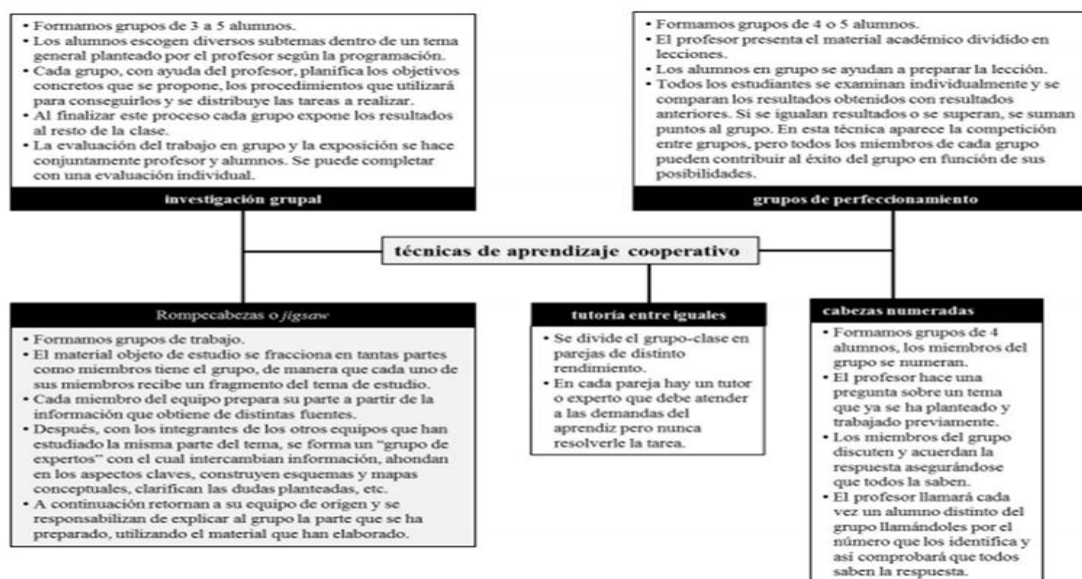 • Formamos grupos de 3 a 5 alumnos.
• Los alumnos escogen diversos subtemas dentro de un tema
general planteado por el profesor según la programación.
• Cada grupo, con ayuda del profesor, planifica los objetivos
concretos que se propone, los procedimientos que utilizará
para conseguirlos y se distribuye las tareas a realizar.
• Al finalizar este proceso cada grupo expone los resultados
al resto de la clase.
• La evaluación del trabajo en grupo y la exposición se hace
conjuntamente profesor y alumnos. Se puede completar
con una evaluación individual.
investigación grupal
• Formamos grupos de 4 o 5 alumnos.
• El profesor presenta el material académico dividido en
lecciones.
• Los alumnos en grupo se ayudan a preparar la lección.
• Todos los estudiantes se examinan individualmente y se
comparan los resultados obtenidos con resultados
anteriores. Si se igualan resultados o se superan, se suman
puntos al grupo. En esta técnica aparece la competición
entre grupos, pero todos los miembros de cada grupo
pueden contribuir al éxito del grupo en función de sus
posibilidades.
grupos de perfeccionamiento
técnicas de aprendizaje cooperativo
Rompecabezas o jigsaw
• Formamos grupos de trabajo.
• El material objeto de estudio se fracciona en tantas partes
como miembros tiene el grupo, de manera que cada uno de
sus miembros recibe un fragmento del tema de estudio.
• Cada miembro del equipo prepara su parte a partir de la
información que obtiene de distintas fuentes.
• Después, con los integrantes de los otros equipos que han
estudiado la misma parte del tema, se forma un “grupo de
expertos” con el cual intercambian información, ahondan
en los aspectos claves, construyen esquemas y mapas
conceptuales, clarifican las dudas planteadas, etc.
• A continuación retornan a su equipo de origen y se
responsabilizan de explicar al grupo la parte que se ha
preparado, utilizando el material que han elaborado.
tutoría entre iguales
• Se divide el grupo-clase en
parejas de distinto
rendimiento.
• En cada pareja hay un tutor
o experto que debe atender
a las demandas del
aprendiz pero nunca
resolverle la tarea.
cabezas numeradas
• Formamos grupos de 4
alumnos, los miembros del
grupo se numeran.
• El profesor hace una
pregunta sobre un tema
que ya se ha planteado y
trabajado previamente.
• Los miembros del grupo
discuten y acuerdan la
respuesta asegurándose
que todos la saben.
• El profesor llamará cada
vez un alumno distinto del
grupo llamándoles por el
número que los identifica y
así comprobará que todos
saben la respuesta.